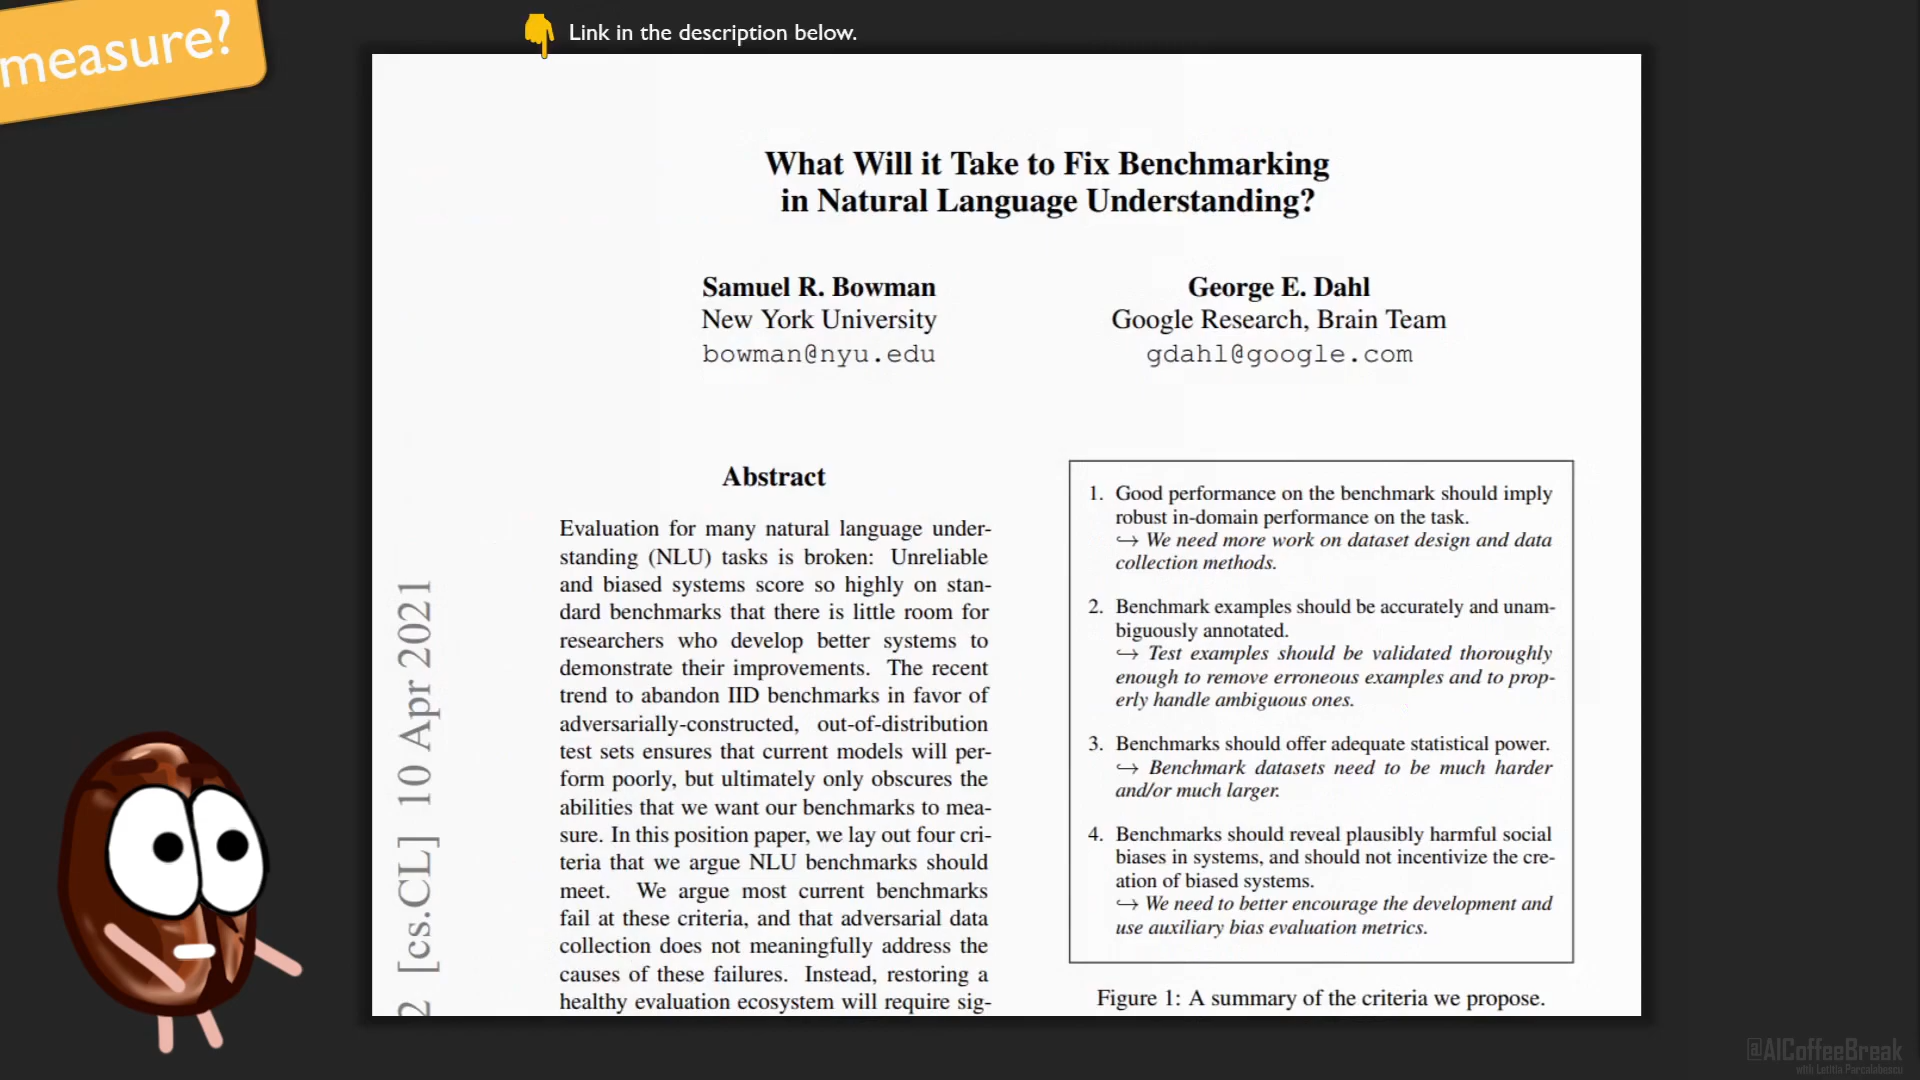 measure?
Link in the description below.
What Will it Take to Fix Benchmarking
in Natural Language Understanding?
Samuel R. Bowman
New York University
bowman@nyu.edu
George E. Dahl
Google Research, Brain Team
gdahl@google.com
2 [cs.CL] 10 Apr 2021
Abstract
Evaluation for many natural language under-
standing (NLU) tasks is broken: Unreliable
and biased systems score so highly on stan-
dard benchmarks that there is little room for
researchers who develop better systems to
demonstrate their improvements. The recent
trend to abandon IID benchmarks in favor of
adversarially-constructed, out-of-distribution
test sets ensures that current models will per-
form poorly, but ultimately only obscures the
abilities that we want our benchmarks to mea-
sure. In this position paper, we lay out four cri-
teria that we argue NLU benchmarks should
meet. We argue most current benchmarks
fail at these criteria, and that adversarial data
collection does not meaningfully address the
causes of these failures. Instead, restoring a
healthy evaluation ecosystem will require sig-
1. Good performance on the benchmark should imply
robust in-domain performance on the task.
↪ We need more work on dataset design and data
collection methods.
2. Benchmark examples should be accurately and unam-
biguously annotated.
↪ Test examples should be validated thoroughly
enough to remove erroneous examples and to prop-
erly handle ambiguous ones.
3. Benchmarks should offer adequate statistical power.
↪ Benchmark datasets need to be much harder
and/or much larger.
4. Benchmarks should reveal plausibly harmful social
biases in systems, and should not incentivize the cre-
ation of biased systems.
↪ We need to better encourage the development and
use auxiliary bias evaluation metrics.
Figure 1: A summary of the criteria we propose.
@AICoffeeBreak
with Letitia Parcalabescu